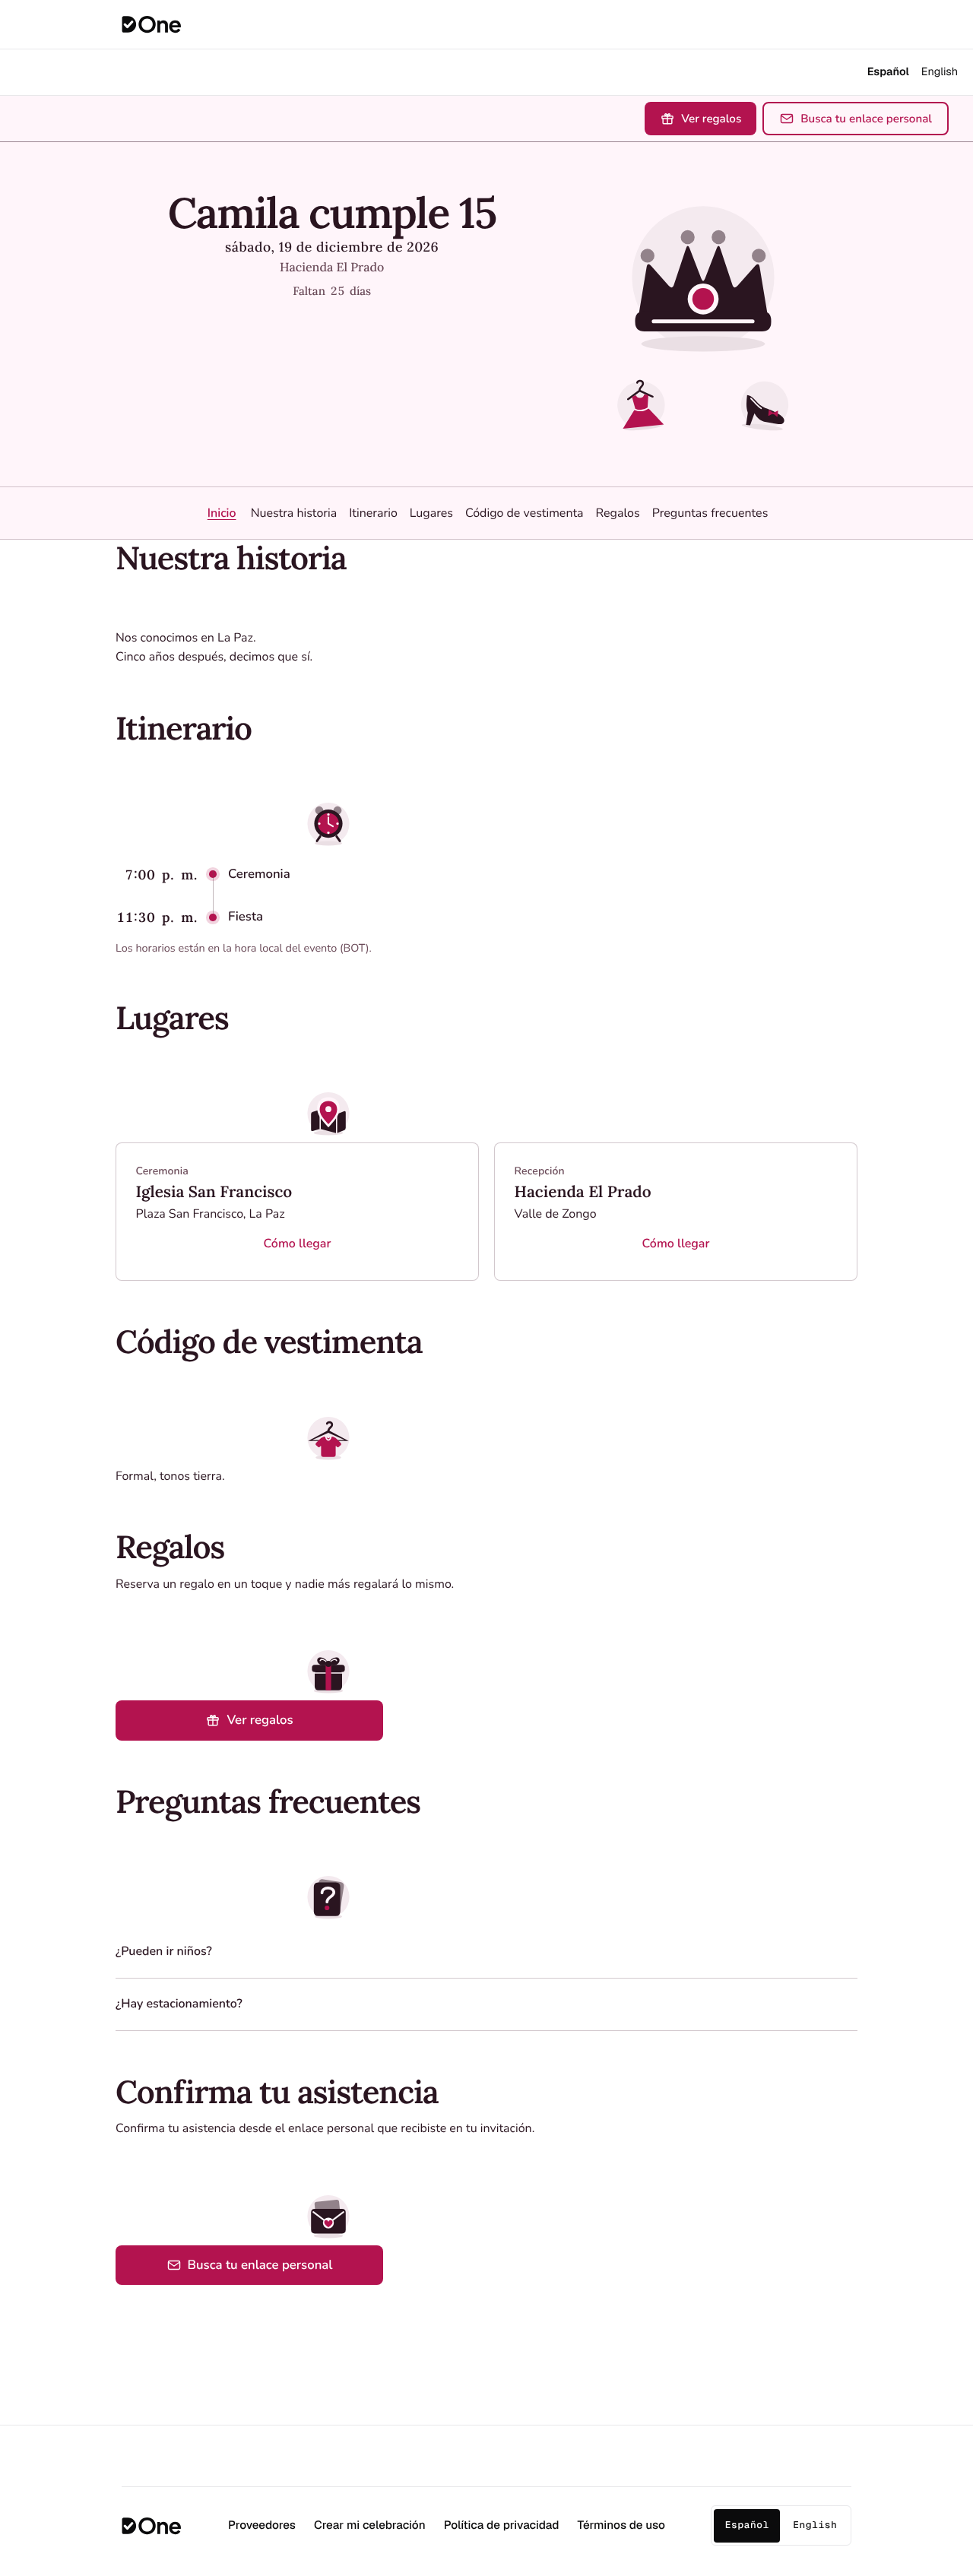 One
Español English
Ver regalos Busca tu enlace personal
Camila cumple 15
sábado, 19 de diciembre de 2026
Hacienda El Prado
Faltan 25 días
Inicio Nuestra historia Itinerario Lugares Código de vestimenta Regalos Preguntas frecuentes
Nuestra historia
Nos conocimos en La Paz.
Cinco años después, decimos que sí.
Itinerario
7:00 p. m. Ceremonia
11:30 p. m. Fiesta
Los horarios están en la hora local del evento (BOT).
Lugares
Ceremonia
Iglesia San Francisco
Plaza San Francisco, La Paz
Cómo llegar
Recepción
Hacienda El Prado
Valle de Zongo
Cómo llegar
Código de vestimenta
Formal, tonos tierra.
Regalos
Reserva un regalo en un toque y nadie más regalará lo mismo.
Ver regalos
Preguntas frecuentes
?
¿Pueden ir niños?
¿Hay estacionamiento?
Confirma tu asistencia
Confirma tu asistencia desde el enlace personal que recibiste en tu invitación.
Busca tu enlace personal
One Proveedores Crear mi celebración Política de privacidad Términos de uso Español English